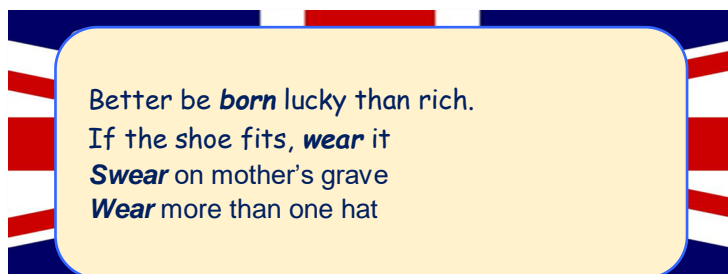 Better be born lucky than rich.
If the shoe fits, wear it
Swear on mother’s grave
Wear more than one hat